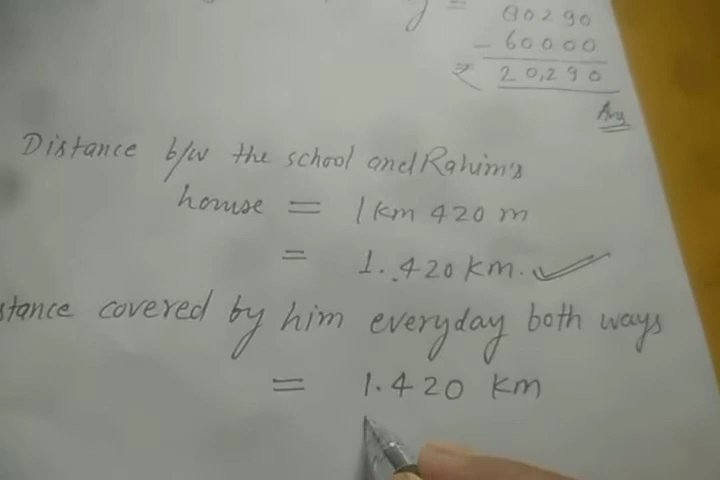 =
80290
- 60000
₹ 20,290
Ans
Distance b/w the school and Rahim's
house = 1 km 420 m
= 1.420 km.
covered by him everyday both ways
= 1.420 km